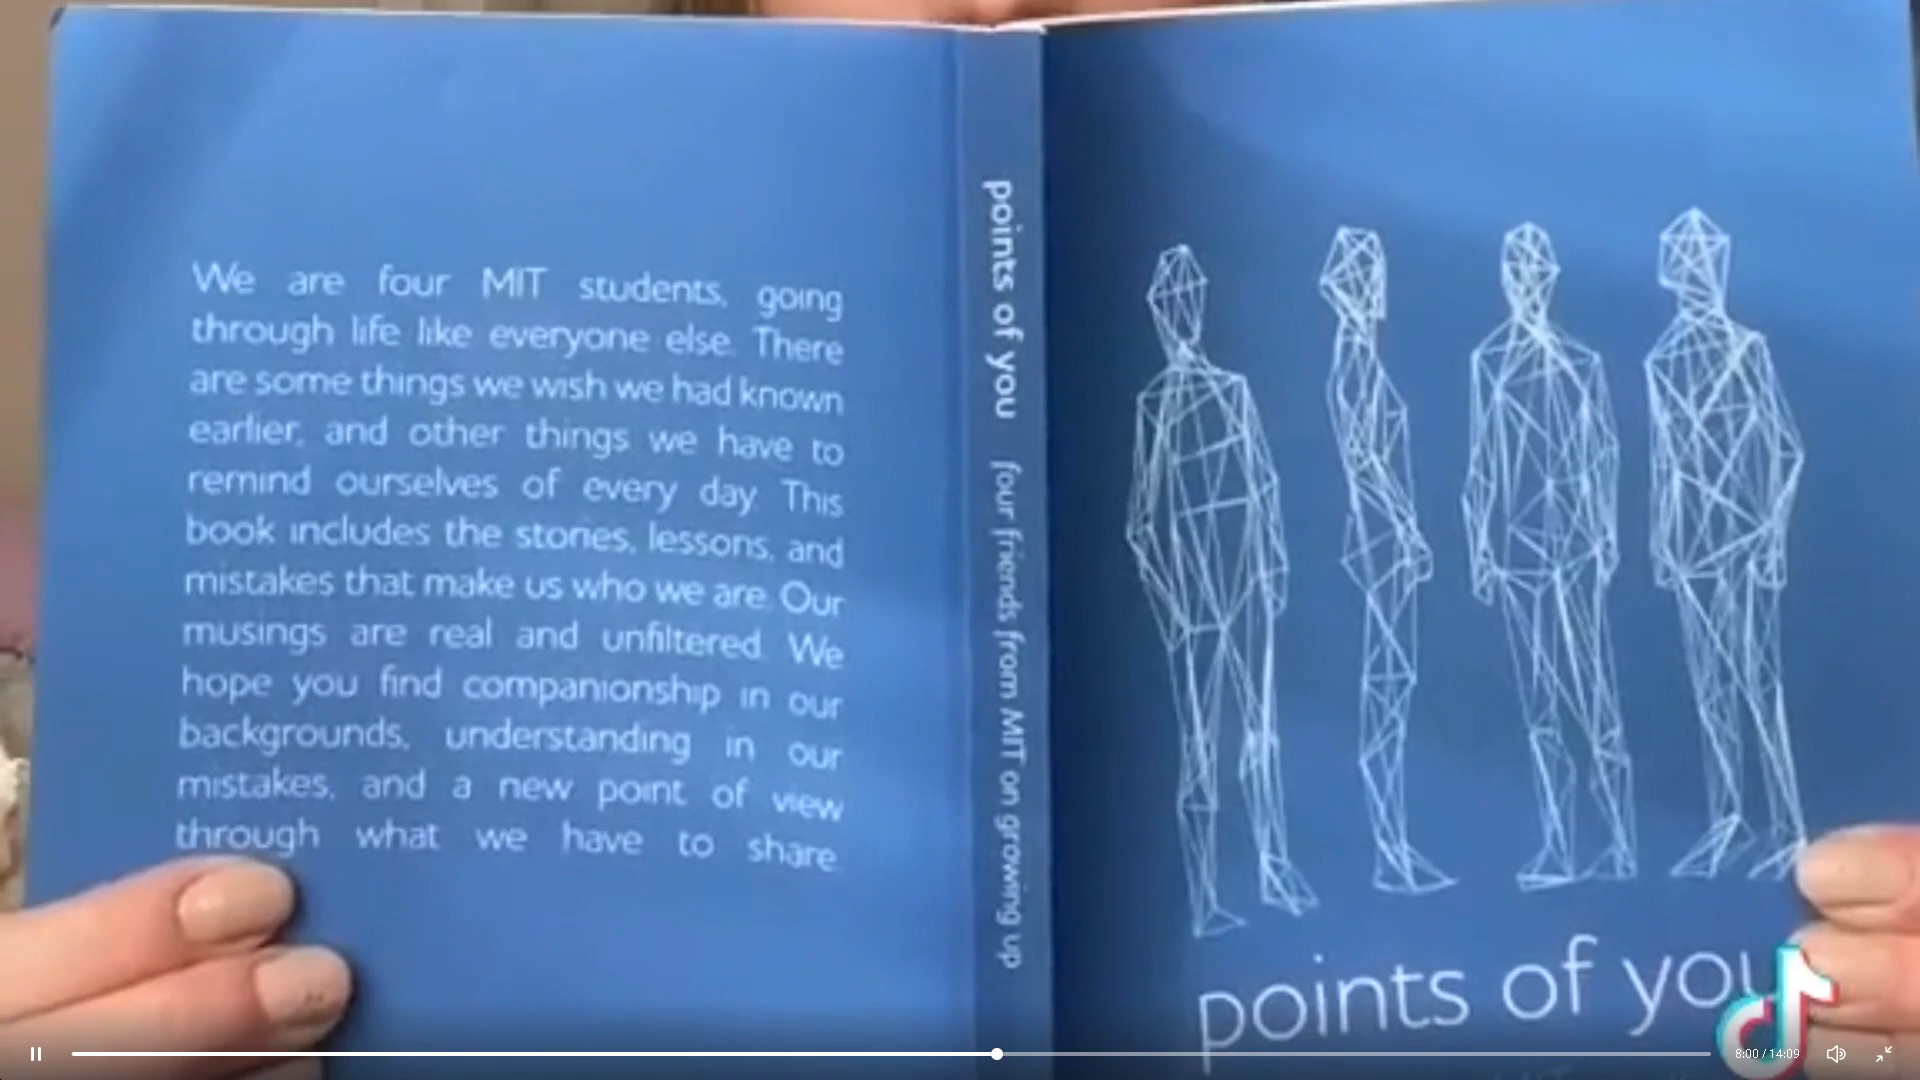 We are four MIT students, going
through life like everyone else. There
are some things we wish we had known
earlier, and other things we have to
remind ourselves of every day. This
book includes the stories, lessons, and
mistakes that make us who we are. Our
musings are real and unfiltered. We
hope you find companionship in our
backgrounds, understanding in our
mistakes, and a new point of view
through what we have to share.
points of you four friends from MIT on growing up
points of you
8:00 / 14:09